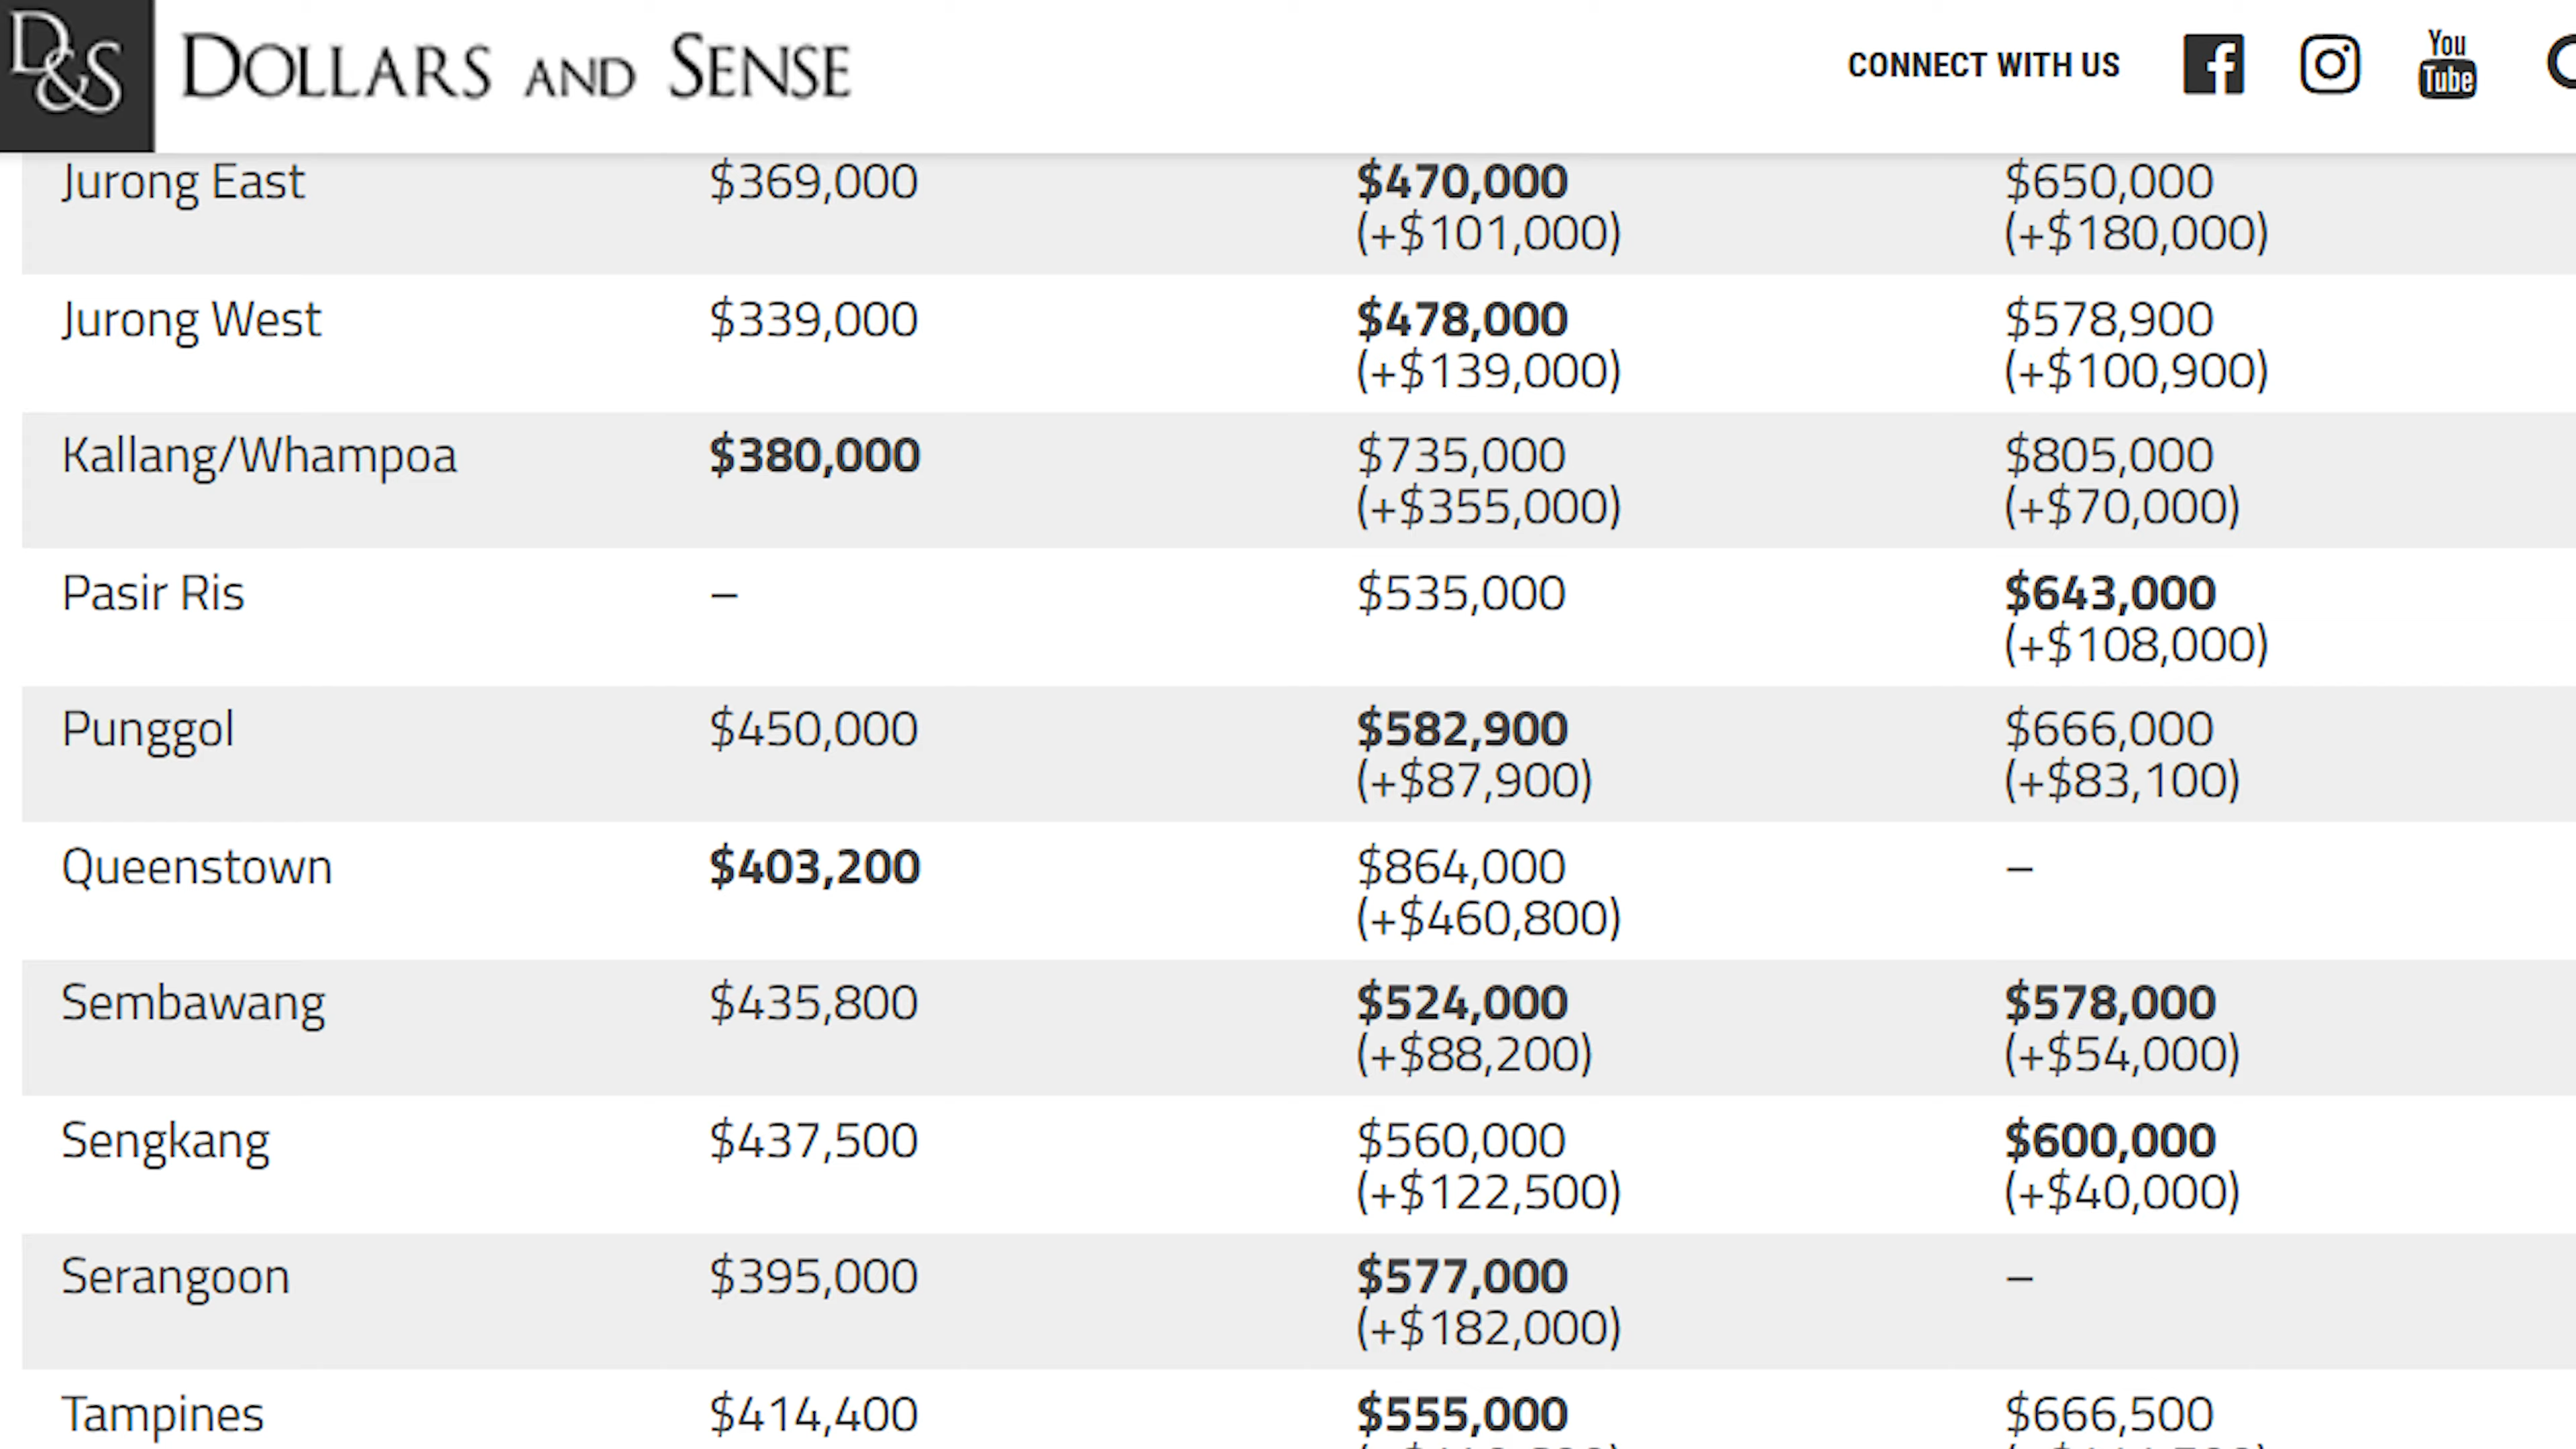 D&S DOLLARS AND SENSE CONNECT WITH US You Tube
Jurong East $369,000 $470,000 $650,000
(+$101,000) (+$180,000)
Jurong West $339,000 $478,000 $578,900
(+$139,000) (+$100,900)
Kallang/Whampoa $380,000 $735,000 $805,000
(+$355,000) (+$70,000)
Pasir Ris – $535,000 $643,000
(+$108,000)
Punggol $450,000 $582,900 $666,000
(+$87,900) (+$83,100)
Queenstown $403,200 $864,000 –
(+$460,800)
Sembawang $435,800 $524,000 $578,000
(+$88,200) (+$54,000)
Sengkang $437,500 $560,000 $600,000
(+$122,500) (+$40,000)
Serangoon $395,000 $577,000 –
(+$182,000)
Tampines $414,400 $555,000 $666,500